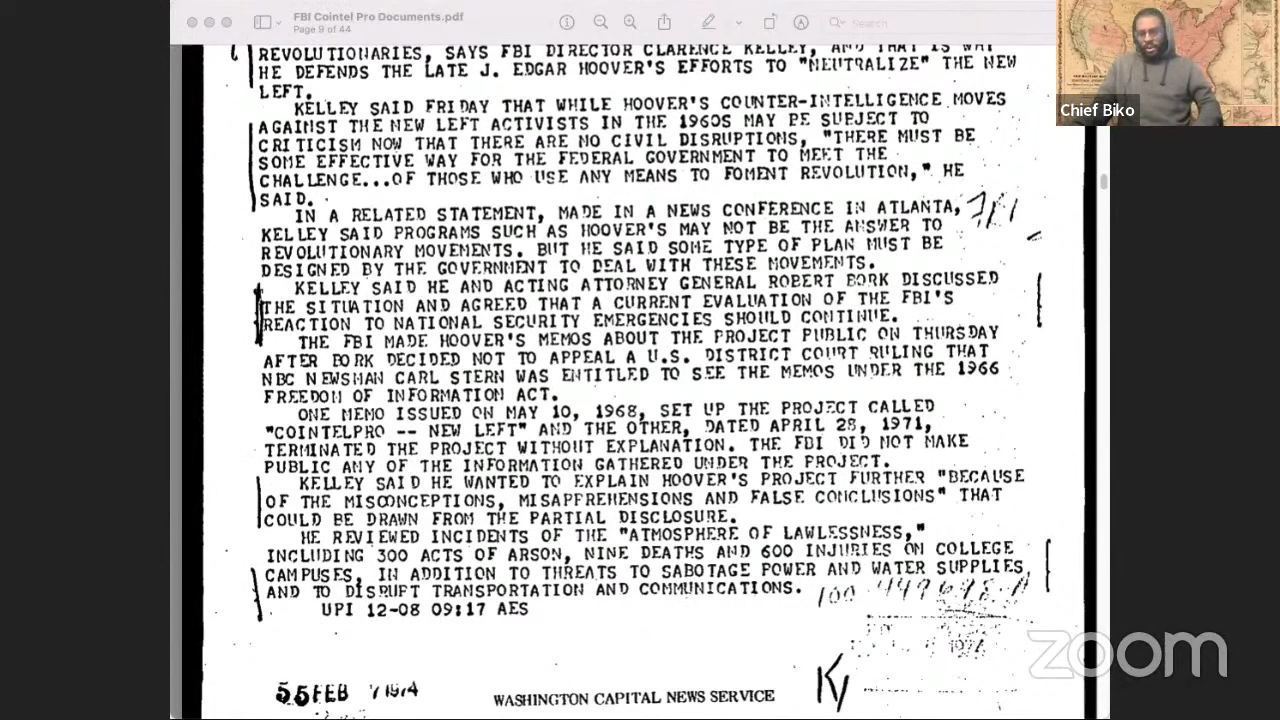 FBI Cointel Pro Documents.pdf
Page 9 of 44
Search
Chief Biko
REVOLUTIONARIES, SAYS FBI DIRECTOR CLARENCE KELLEY, AND THAT IS WHY
HE DEFENDS THE LATE J. EDGAR HOOVER'S EFFORTS TO "NEUTRALIZE" THE NEW
LEFT.
KELLEY SAID FRIDAY THAT WHILE HOOVER'S COUNTER-INTELLIGENCE MOVES
AGAINST THE NEW LEFT ACTIVISTS IN THE 1960S MAY BE SUBJECT TO
CRITICISM NOW THAT THERE ARE NO CIVIL DISRUPTIONS, "THERE MUST BE
SOME EFFECTIVE WAY FOR THE FEDERAL GOVERNMENT TO MEET THE
CHALLENGE...OF THOSE WHO USE ANY MEANS TO FOMENT REVOLUTION," HE
SAID.
IN A RELATED STATEMENT, MADE IN A NEWS CONFERENCE IN ATLANTA,
KELLEY SAID PROGRAMS SUCH AS HOOVER'S MAY NOT BE THE ANSWER TO
REVOLUTIONARY MOVEMENTS. BUT HE SAID SOME TYPE OF PLAN MUST BE
DESIGNED BY THE GOVERNMENT TO DEAL WITH THESE MOVEMENTS.
KELLEY SAID HE AND ACTING ATTORNEY GENERAL ROBERT BORK DISCUSSED
THE SITUATION AND AGREED THAT A CURRENT EVALUATION OF THE FBI'S
REACTION TO NATIONAL SECURITY EMERGENCIES SHOULD CONTINUE.
THE FBI MADE HOOVER'S MEMOS ABOUT THE PROJECT PUBLIC ON THURSDAY
AFTER BORK DECIDED NOT TO APPEAL A U.S. DISTRICT COURT RULING THAT
NBC NEWSMAN CARL STERN WAS ENTITLED TO SEE THE MEMOS UNDER THE 1966
FREEDOM OF INFORMATION ACT.
ONE MEMO ISSUED ON MAY 10, 1968, SET UP THE PROJECT CALLED
"COINTELPRO -- NEW LEFT" AND THE OTHER, DATED APRIL 28, 1971,
TERMINATED THE PROJECT WITHOUT EXPLANATION. THE FBI DID NOT MAKE
PUBLIC ANY OF THE INFORMATION GATHERED UNDER THE PROJECT.
KELLEY SAID HE WANTED TO EXPLAIN HOOVER'S PROJECT FURTHER "BECAUSE
OF THE MISCONCEPTIONS, MISAPPREHENSIONS AND FALSE CONCLUSIONS" THAT
COULD BE DRAWN FROM THE PARTIAL DISCLOSURE.
HE REVIEWED INCIDENTS OF THE "ATMOSPHERE OF LAWLESSNESS,"
INCLUDING 300 ACTS OF ARSON, NINE DEATHS AND 600 INJURIES ON COLLEGE
CAMPUSES, IN ADDITION TO THREATS TO SABOTAGE POWER AND WATER SUPPLIES
AND TO DISRUPT TRANSPORTATION AND COMMUNICATIONS.
UPI 12-08 09:17 AES
55 FEB 7 1974
WASHINGTON CAPITAL NEWS SERVICE
zoom